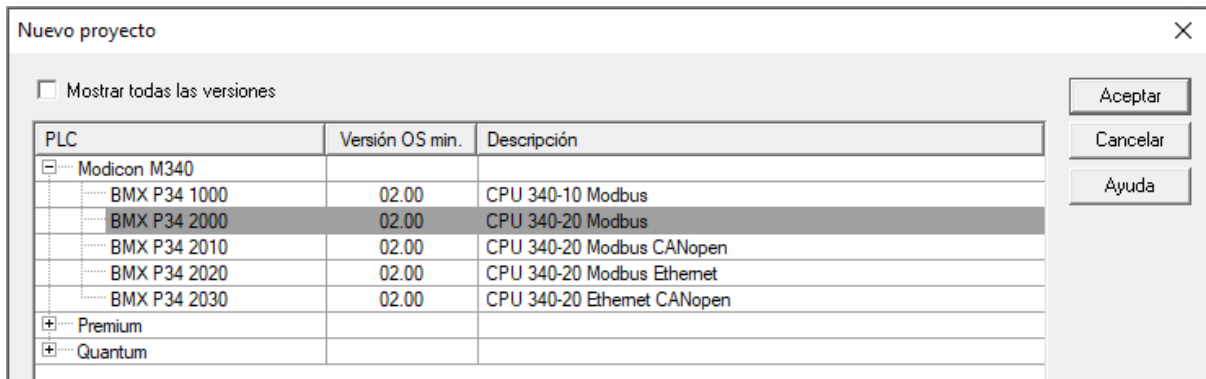 Nuevo proyecto
Mostrar todas las versiones
Aceptar
PLC Versión OS min. Descripción
Cancelar
Modicon M340
BMX P34 1000 02.00 CPU 340-10 Modbus
Ayuda
BMX P34 2000 02.00 CPU 340-20 Modbus
BMX P34 2010 02.00 CPU 340-20 Modbus CANopen
BMX P34 2020 02.00 CPU 340-20 Modbus Ethernet
BMX P34 2030 02.00 CPU 340-20 Ethernet CANopen
Premium
Quantum